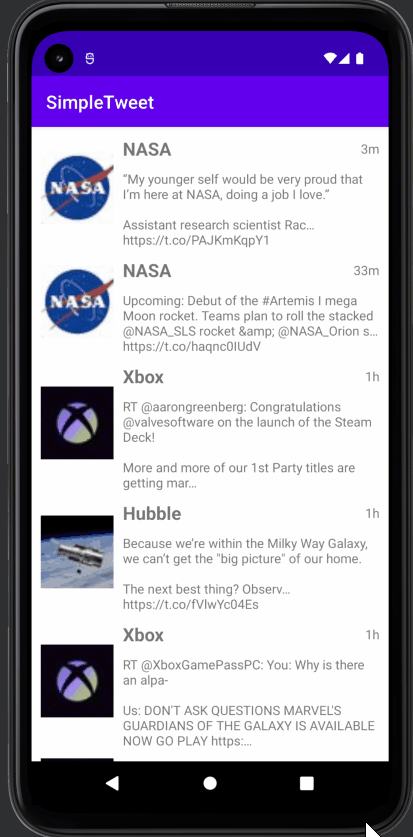 SimpleTweet
NASA 3m
“My younger self would be very proud that
I’m here at NASA, doing a job I love.”
Assistant research scientist Rac…
https://t.co/PAJKmKqpY1
NASA
NASA 33m
Upcoming: Debut of the #Artemis I mega
Moon rocket. Teams plan to roll the stacked
@NASA_SLS rocket &amp; @NASA_Orion s…
https://t.co/haqnc0IUdV
NASA
Xbox 1h
RT @aarongreenberg: Congratulations
@valvesoftware on the launch of the Steam
Deck!
More and more of our 1st Party titles are
getting mar…
Hubble 1h
Because we’re within the Milky Way Galaxy,
we can’t get the "big picture" of our home.
The next best thing? Observ…
https://t.co/fVlwYc04Es
Xbox 1h
RT @XboxGamePassPC: You: Why is there
an alpa-
Us: DON'T ASK QUESTIONS MARVEL'S
GUARDIANS OF THE GALAXY IS AVAILABLE
NOW GO PLAY https:…